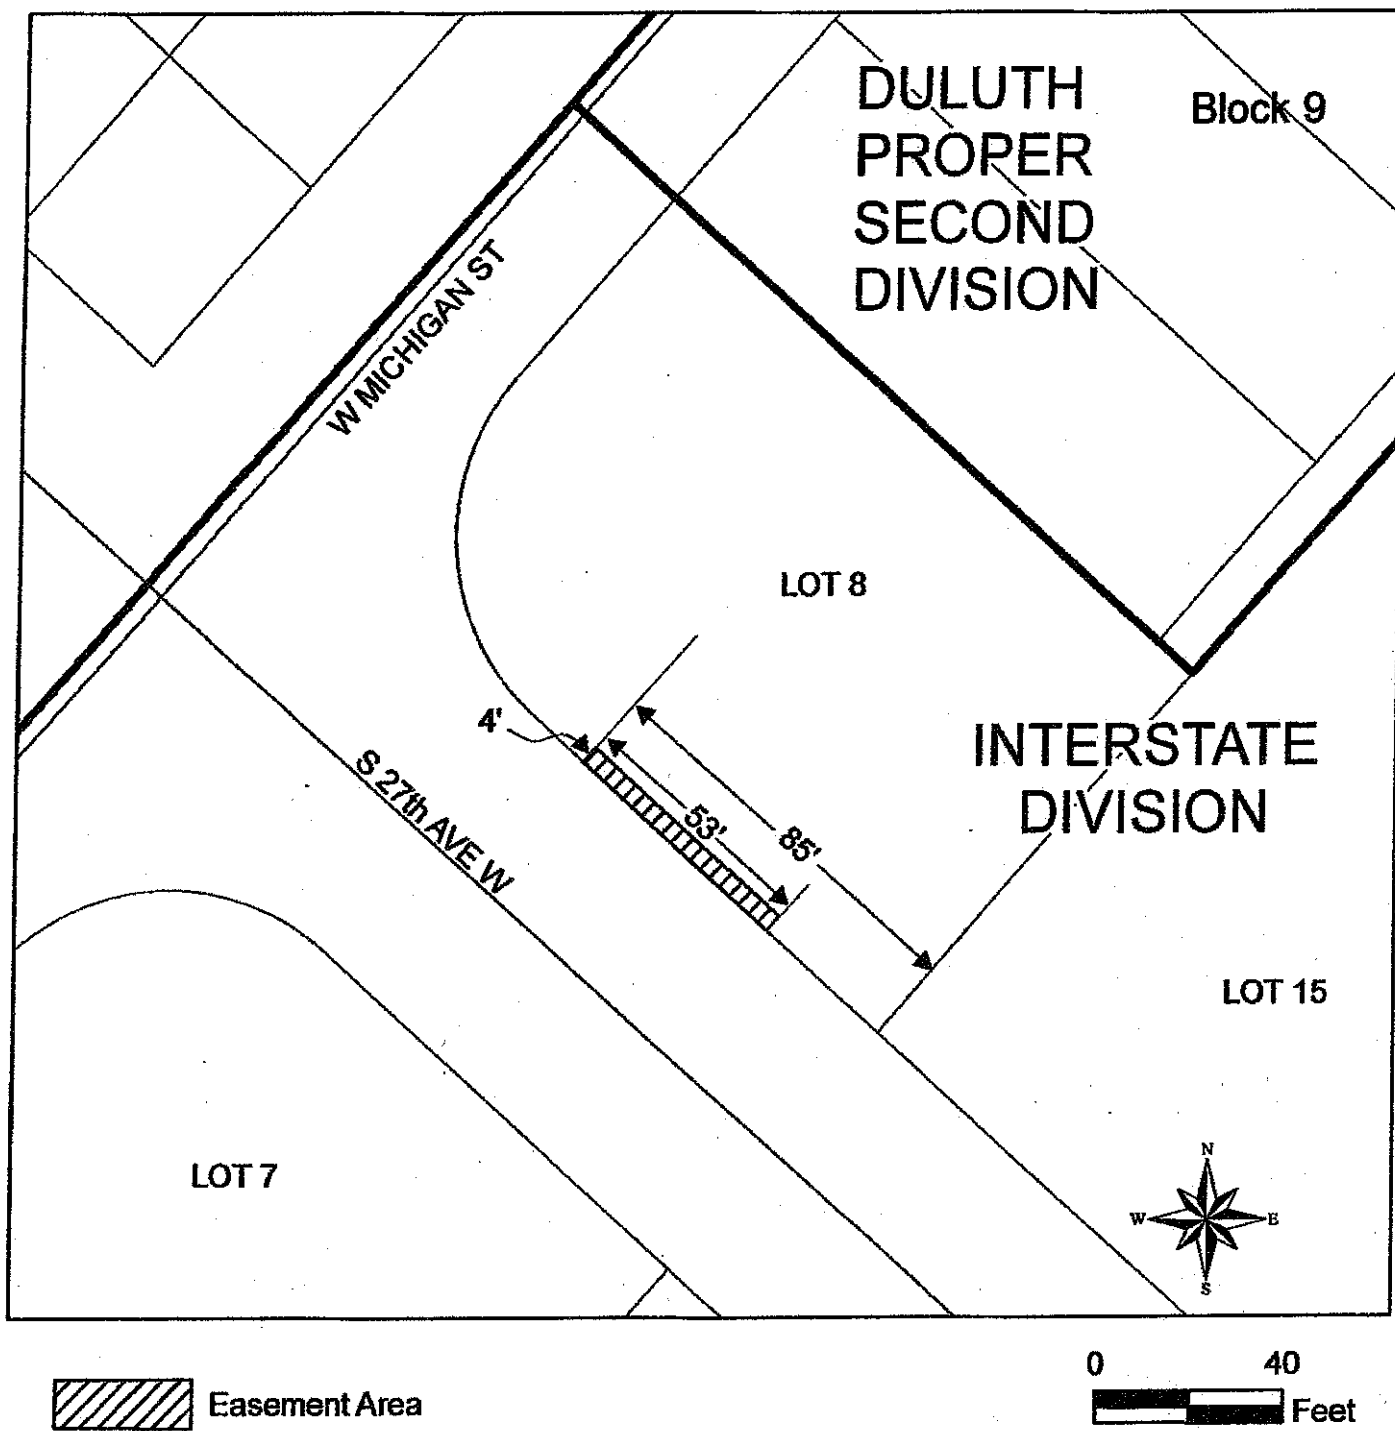 DULUTH
PROPER
SECOND
DIVISION
Block 9
W MICHIGAN ST
LOT 8
4'
S 27th AVE W
53'
85'
INTERSTATE
DIVISION
LOT 15
LOT 7
N
W E
S
Easement Area
0 40
Feet